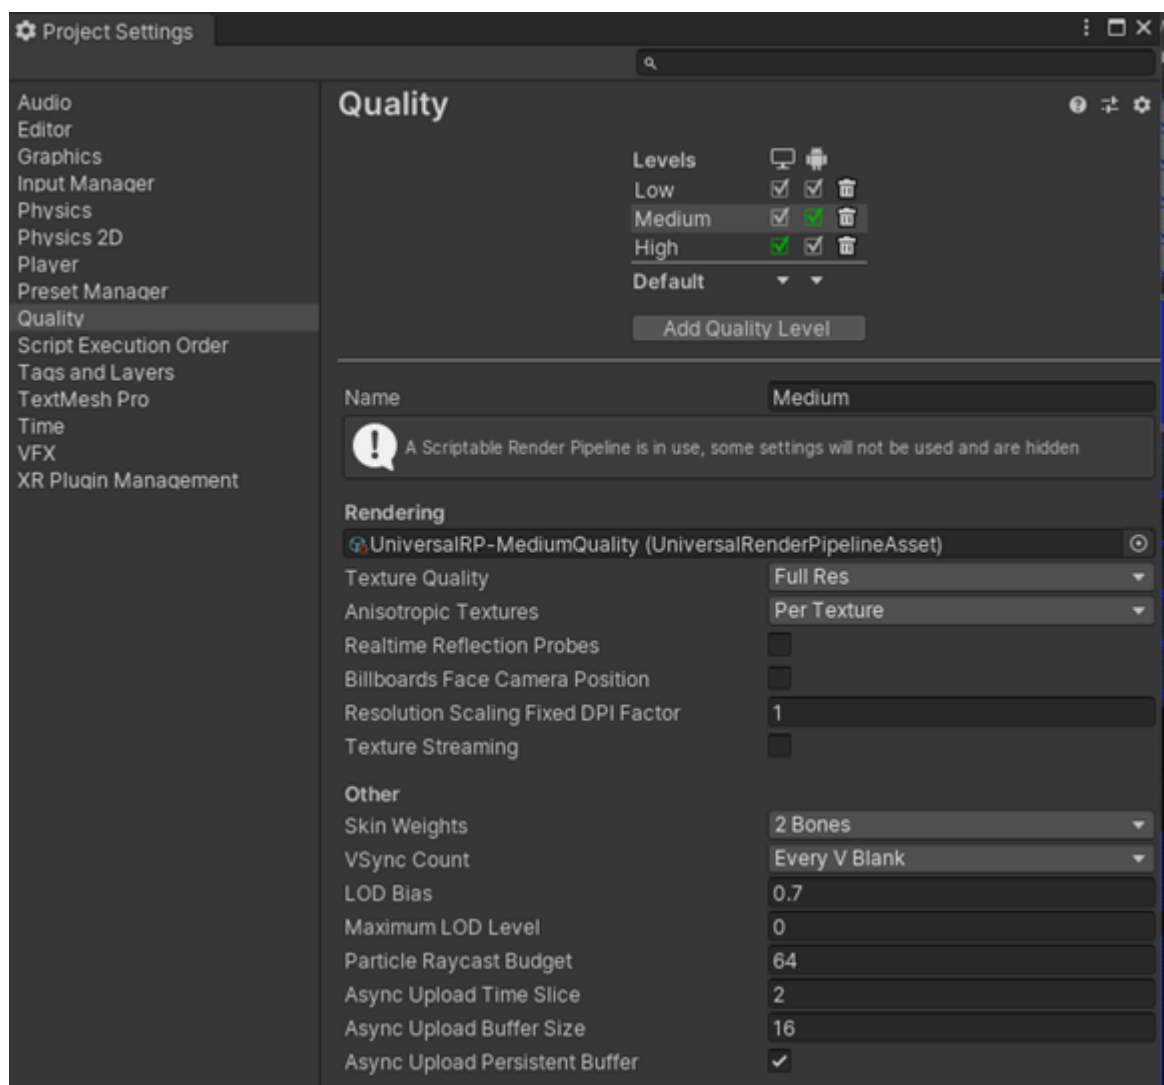 Project Settings
Audio
Editor
Graphics
Input Manager
Physics
Physics 2D
Player
Preset Manager
Quality
Script Execution Order
Tags and Layers
TextMesh Pro
Time
VFX
XR Plugin Management
Quality
Levels
Low
Medium
High
Default
Add Quality Level
Name Medium
A Scriptable Render Pipeline is in use, some settings will not be used and are hidden
Rendering
UniversalRP-MediumQuality (UniversalRenderPipelineAsset)
Texture Quality Full Res
Anisotropic Textures Per Texture
Realtime Reflection Probes
Billboards Face Camera Position
Resolution Scaling Fixed DPI Factor 1
Texture Streaming
Other
Skin Weights 2 Bones
VSync Count Every V Blank
LOD Bias 0.7
Maximum LOD Level 0
Particle Raycast Budget 64
Async Upload Time Slice 2
Async Upload Buffer Size 16
Async Upload Persistent Buffer